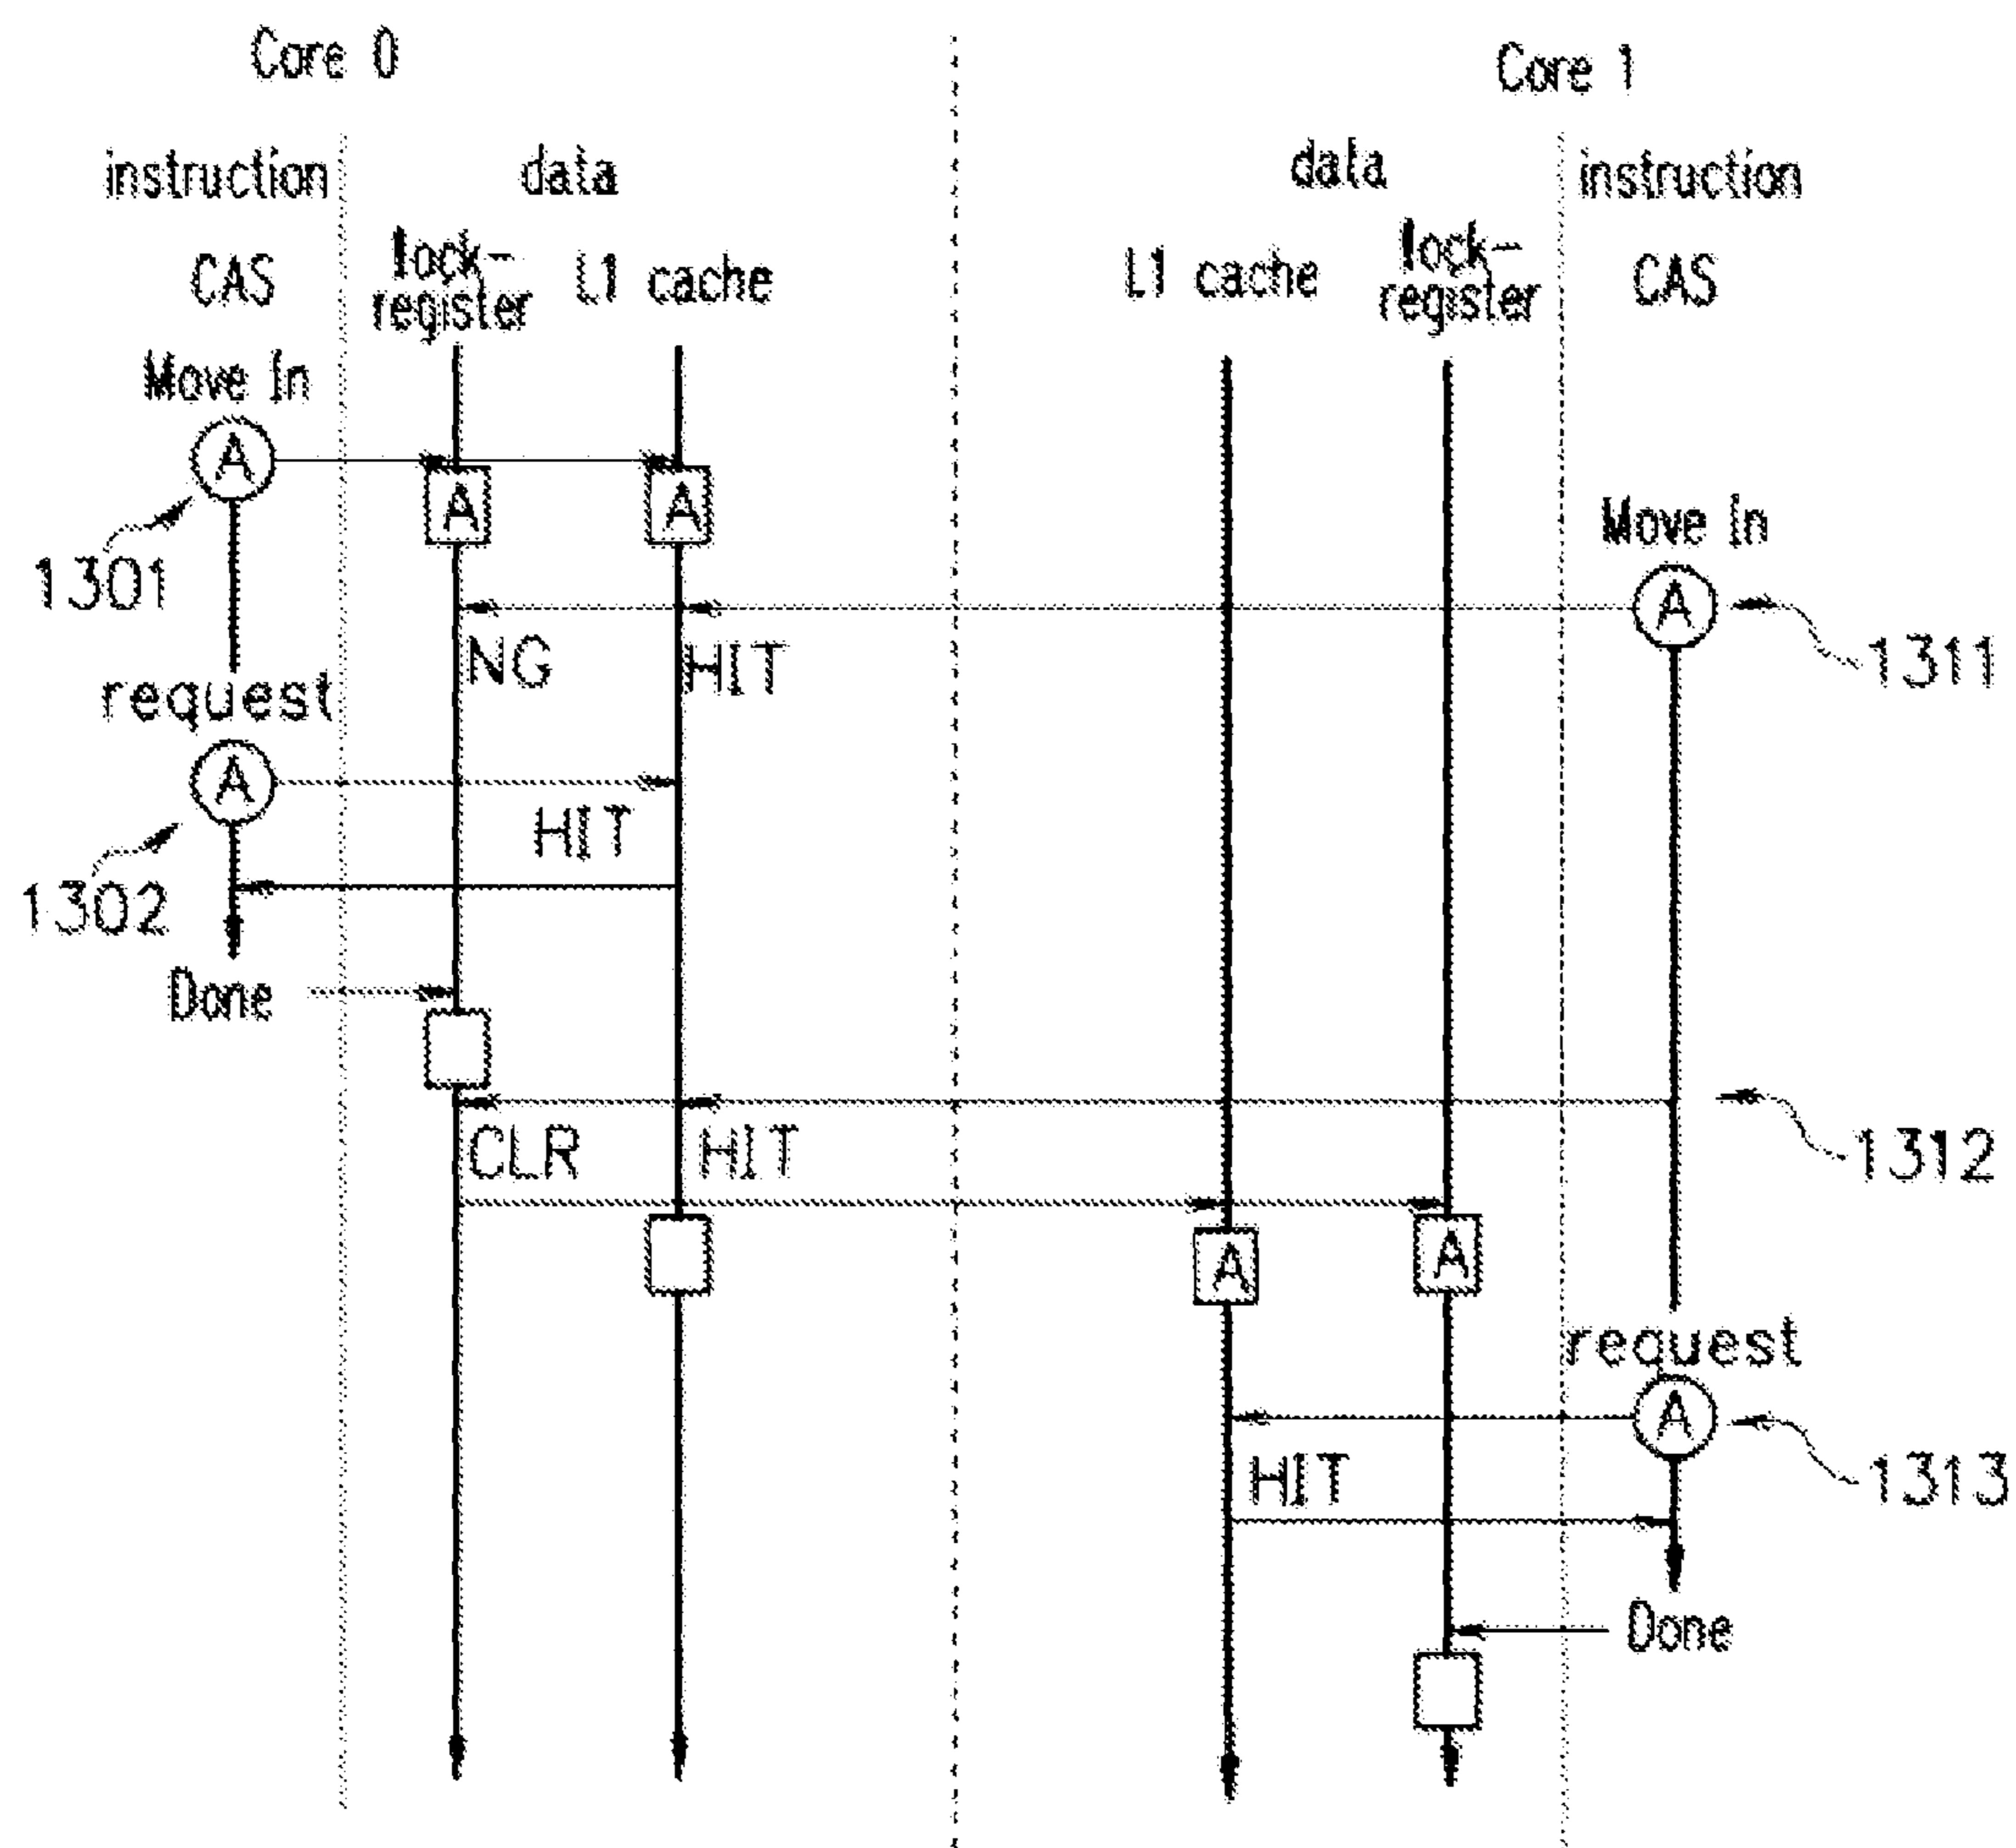 Core 0
Core 1
instruction
data
data
instruction
CAS
lock-
register
L1 cache
L1 cache
lock-
register
CAS
Move In
A
A
A
1301
Move In
A
1311
NG
HIT
request
A
HIT
1302
Done
CLR
HIT
1312
A
A
request
A
HIT
1313
Done